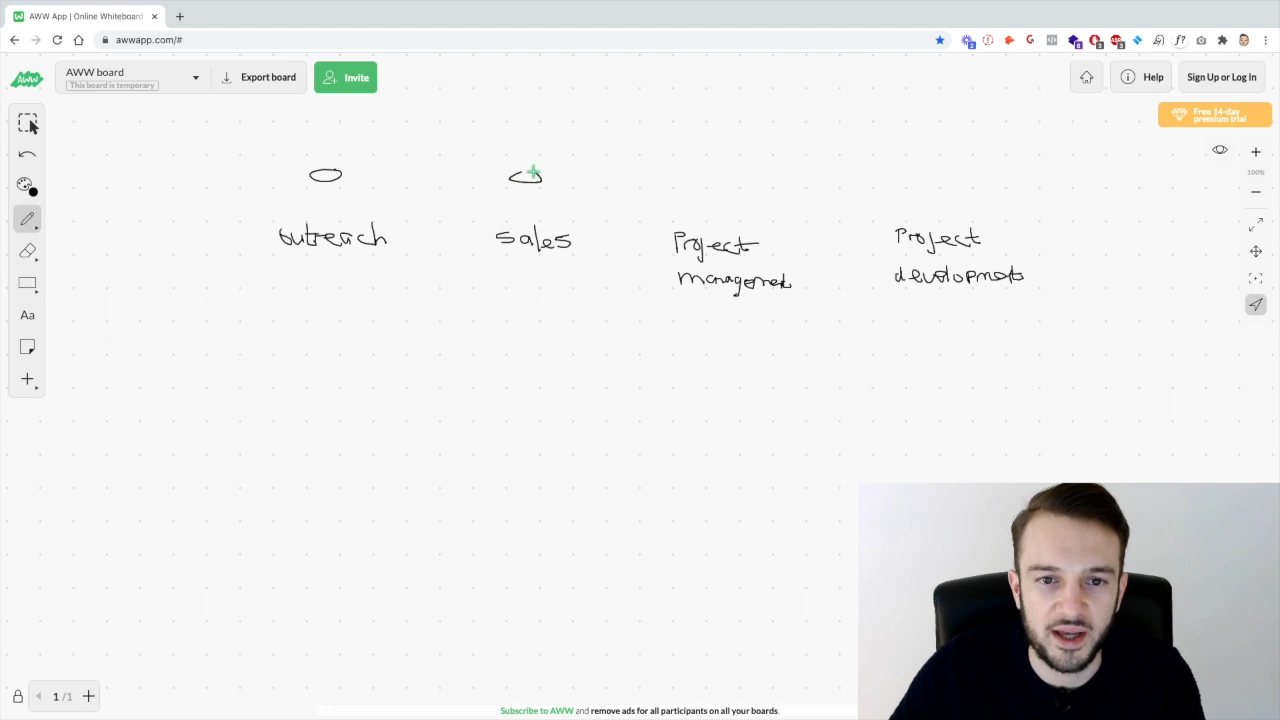 AWW App | Online Whiteboard
awwapp.com/#
AWW
AWW board
This board is temporary
Export board
Invite
Help
Sign Up or Log In
Free 14-day
premium trial
100%
outreach
sales
Project
management
Project
development
Aa
1/1
Subscribe to AWW and remove ads for all participants on all your boards.